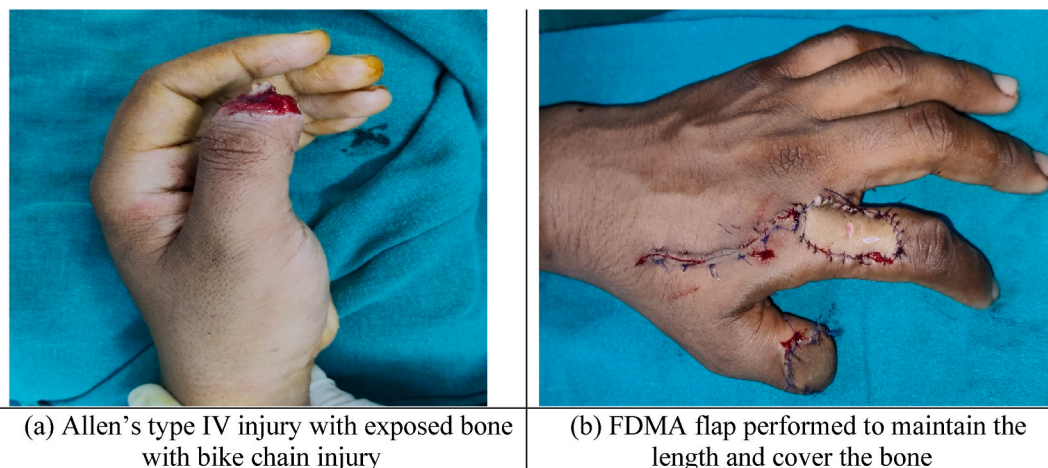 (a) Allen's type IV injury with exposed bone
with bike chain injury
(b) FDMA flap performed to maintain the
length and cover the bone